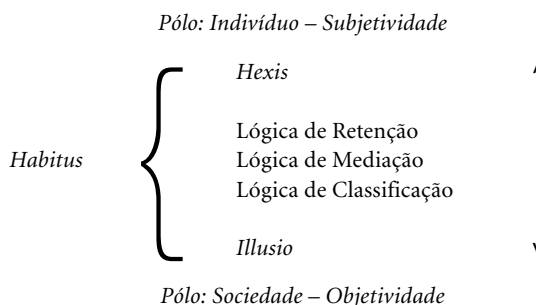 Pólo: Indivíduo – Subjetividade
Hexis
Lógica de Retenção
Habitus
Lógica de Mediação
Lógica de Classificação
Illusio
Pólo: Sociedade – Objetividade